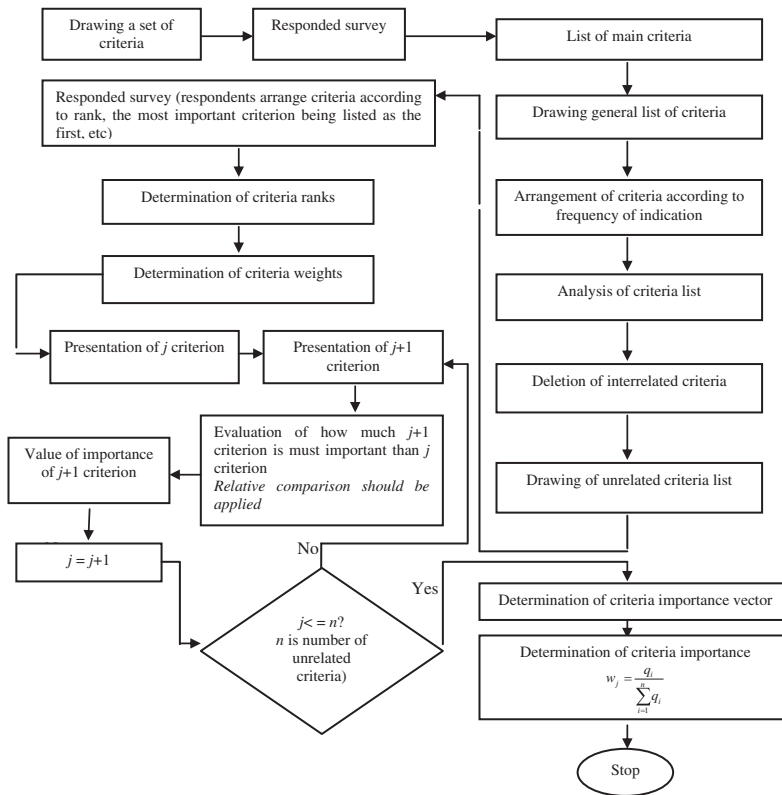 Drawing a set of
criteria
Responded survey
List of main criteria
Responded survey (respondents arrange criteria according
to rank, the most important criterion being listed as the
first, etc)
Drawing general list of criteria
Determination of criteria ranks
Arrangement of criteria according to
frequency of indication
Determination of criteria weights
Analysis of criteria list
Presentation of j criterion
Presentation of j+1
criterion
Deletion of interrelated criteria
Evaluation of how much j+1
criterion is must important than j
criterion
Relative comparison should be
applied
Value of importance
of j+1 criterion
Drawing of unrelated criteria list
j = j+1
No
Yes
j< = n?
n is number of
unrelated
criteria)
Determination of criteria importance vector
Determination of criteria importance
w_j = q_i / ∑_{i=1}^{n} q_i
Stop